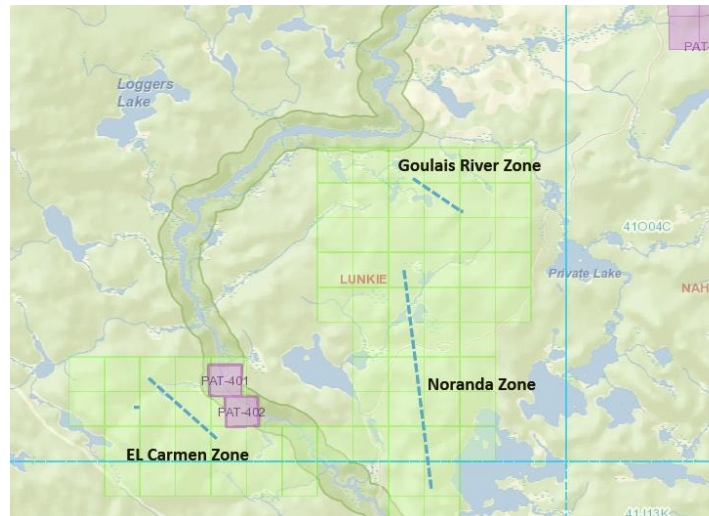 PAT-
Loggers
Lake
Goulais River Zone
41O04C
Private Lake
LUNKIE
NAH
PAT-401
Noranda Zone
PAT-402
EL Carmen Zone
41J13K